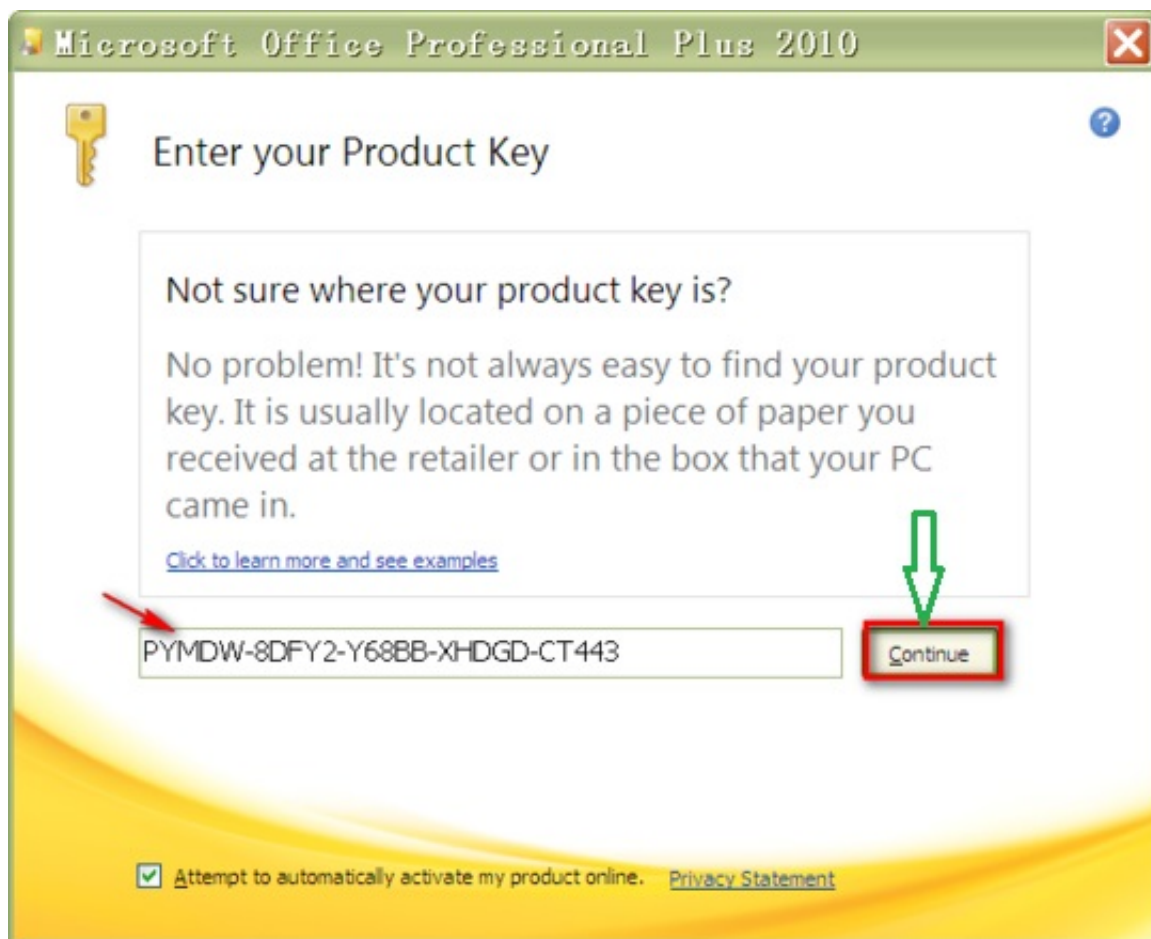 Microsoft Office Professional Plus 2010
Enter your Product Key
Not sure where your product key is?
No problem! It's not always easy to find your product
key. It is usually located on a piece of paper you
received at the retailer or in the box that your PC
came in.
Click to learn more and see examples
PYMDW-8DFY2-Y68BB-XHDGD-CT443
Continue
Attempt to automatically activate my product online. Privacy Statement